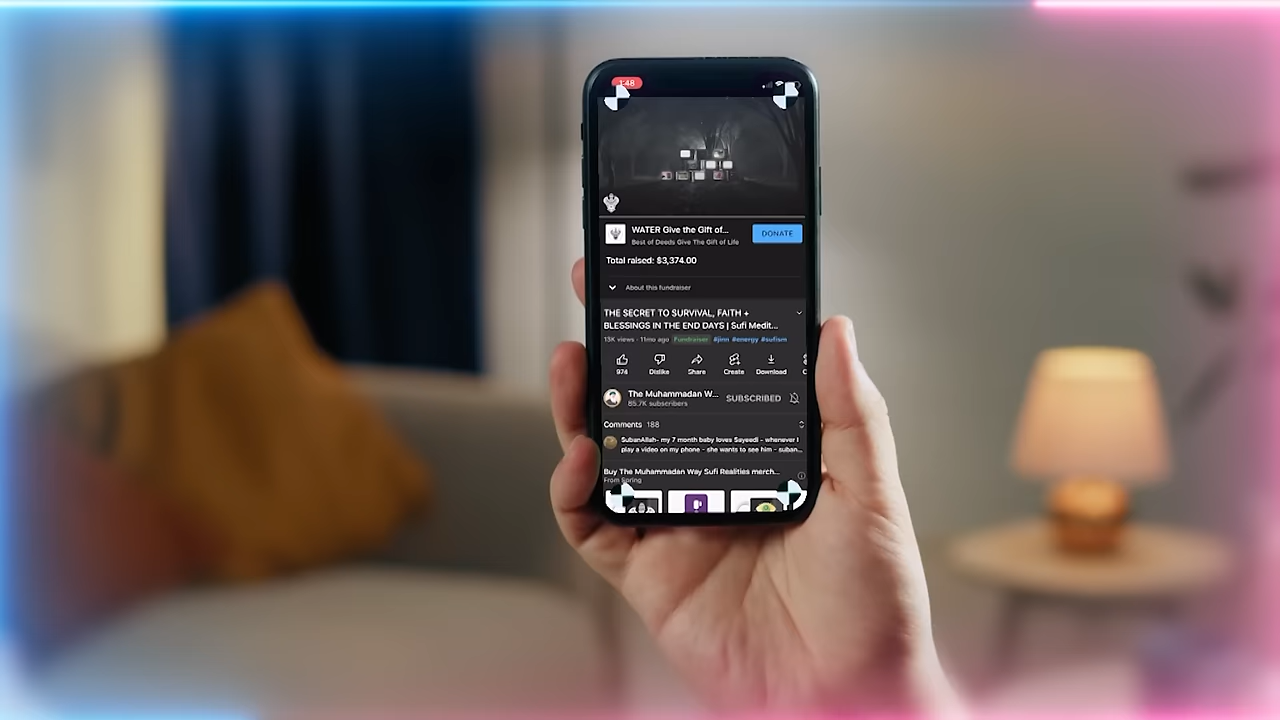 1:48
WATER Give the Gift of...
Best of Deeds Give The Gift of Life
DONATE
Total raised: $3,374.00
About this fundraiser
THE SECRET TO SURVIVAL, FAITH +
BLESSINGS IN THE END DAYS | Sufi Medit...
13K views · 11mo ago Fundraiser #jinn #energy #sufism
974 Dislike Share Create Download
The Muhammadan W...
85.7K subscribers
SUBSCRIBED
Comments 188
SubanAllah- my 7 month baby loves Sayeedi - whenever I
play a video on my phone - she wants to see him - suban...
Buy The Muhammadan Way Sufi Realities merch...
From Spring